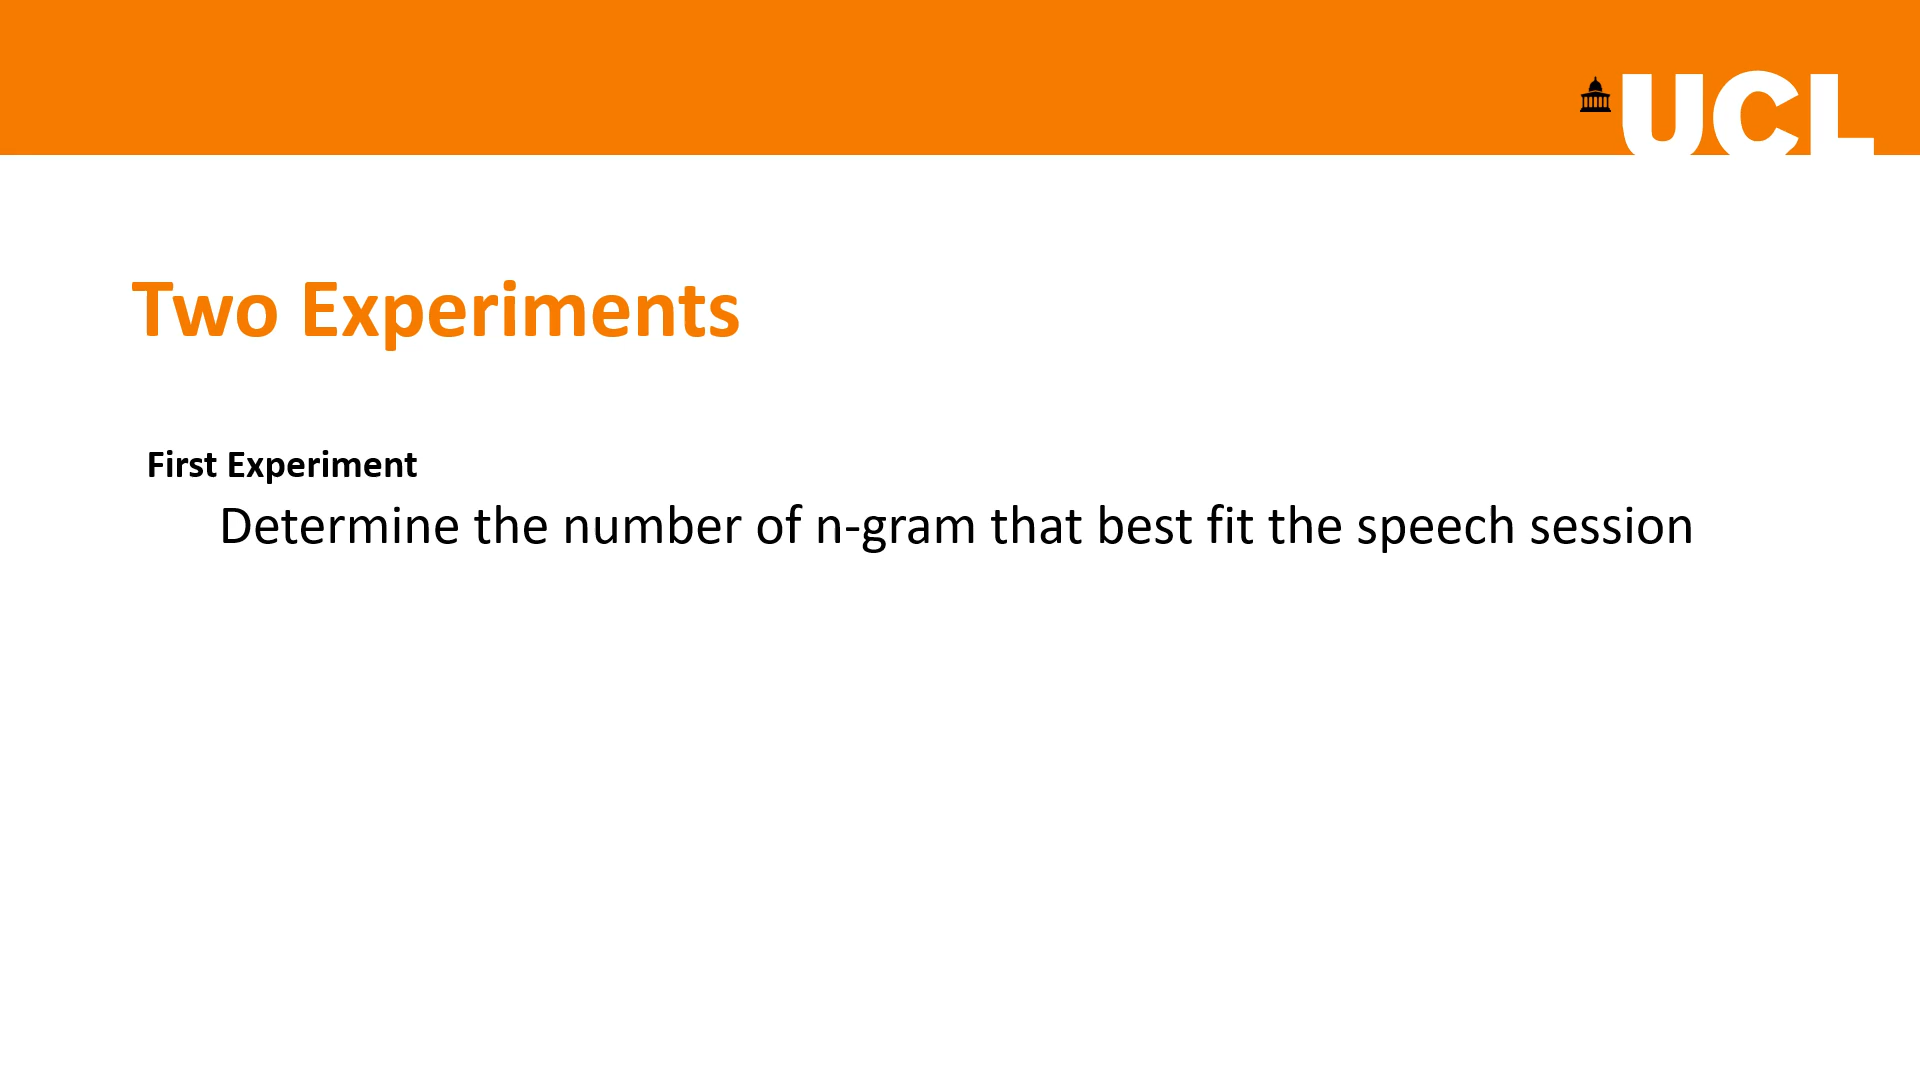 UCL
Two Experiments
First Experiment
Determine the number of n-gram that best fit the speech session